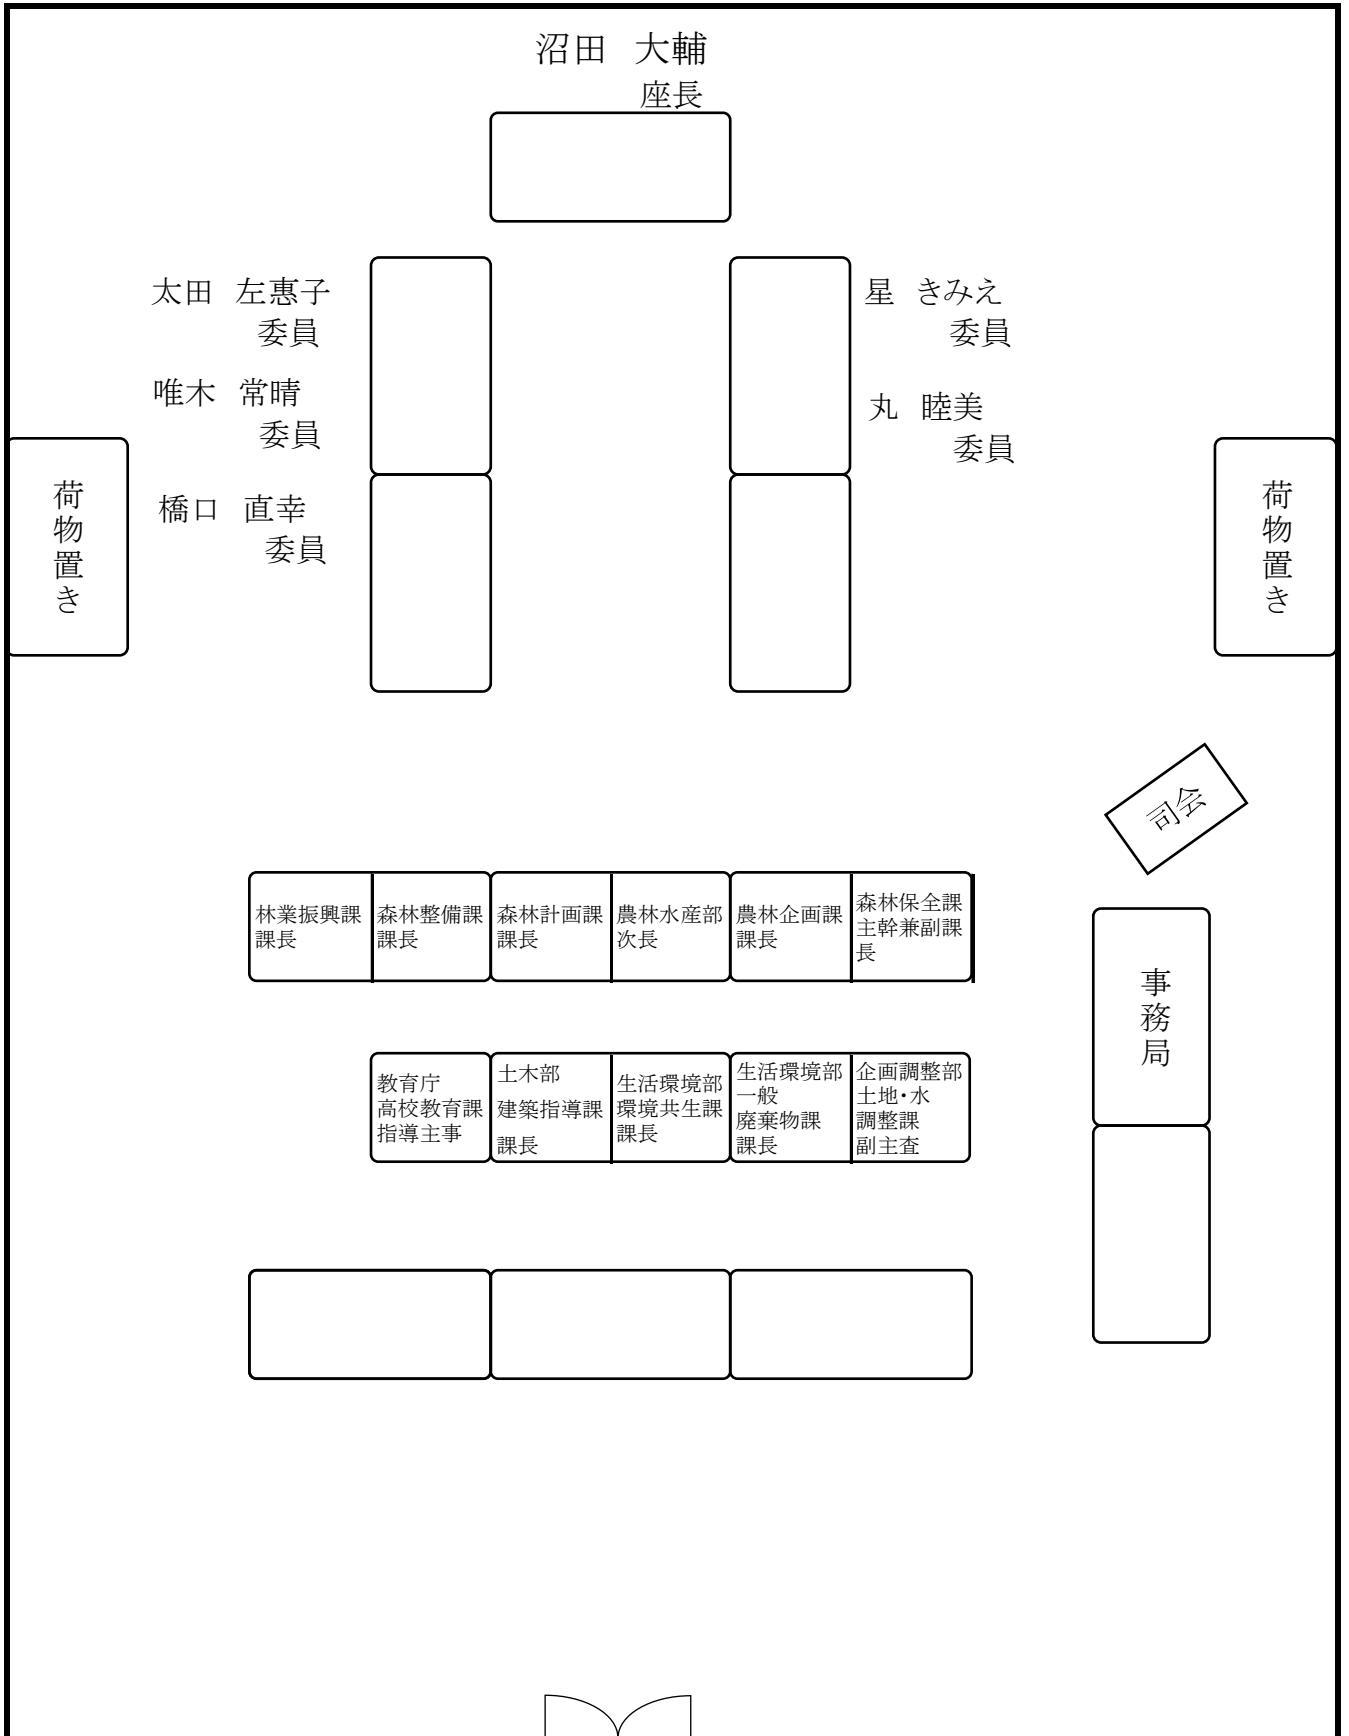 沼田 大輔
座長
太田 左惠子
委員
唯木 常晴
委員
橋口 直幸
委員
星 きみえ
委員
丸 睦美
委員
荷物置き
荷物置き
司会
林業振興課
課長
森林整備課
課長
森林計画課
課長
農林水産部
次長
農林企画課
課長
森林保全課
主幹兼副課
長
事務局
教育庁
高校教育課
指導主事
土木部
建築指導課
課長
生活環境部
環境共生課
課長
生活環境部
一般
廃棄物課
課長
企画調整部
土地・水
調整課
副主査